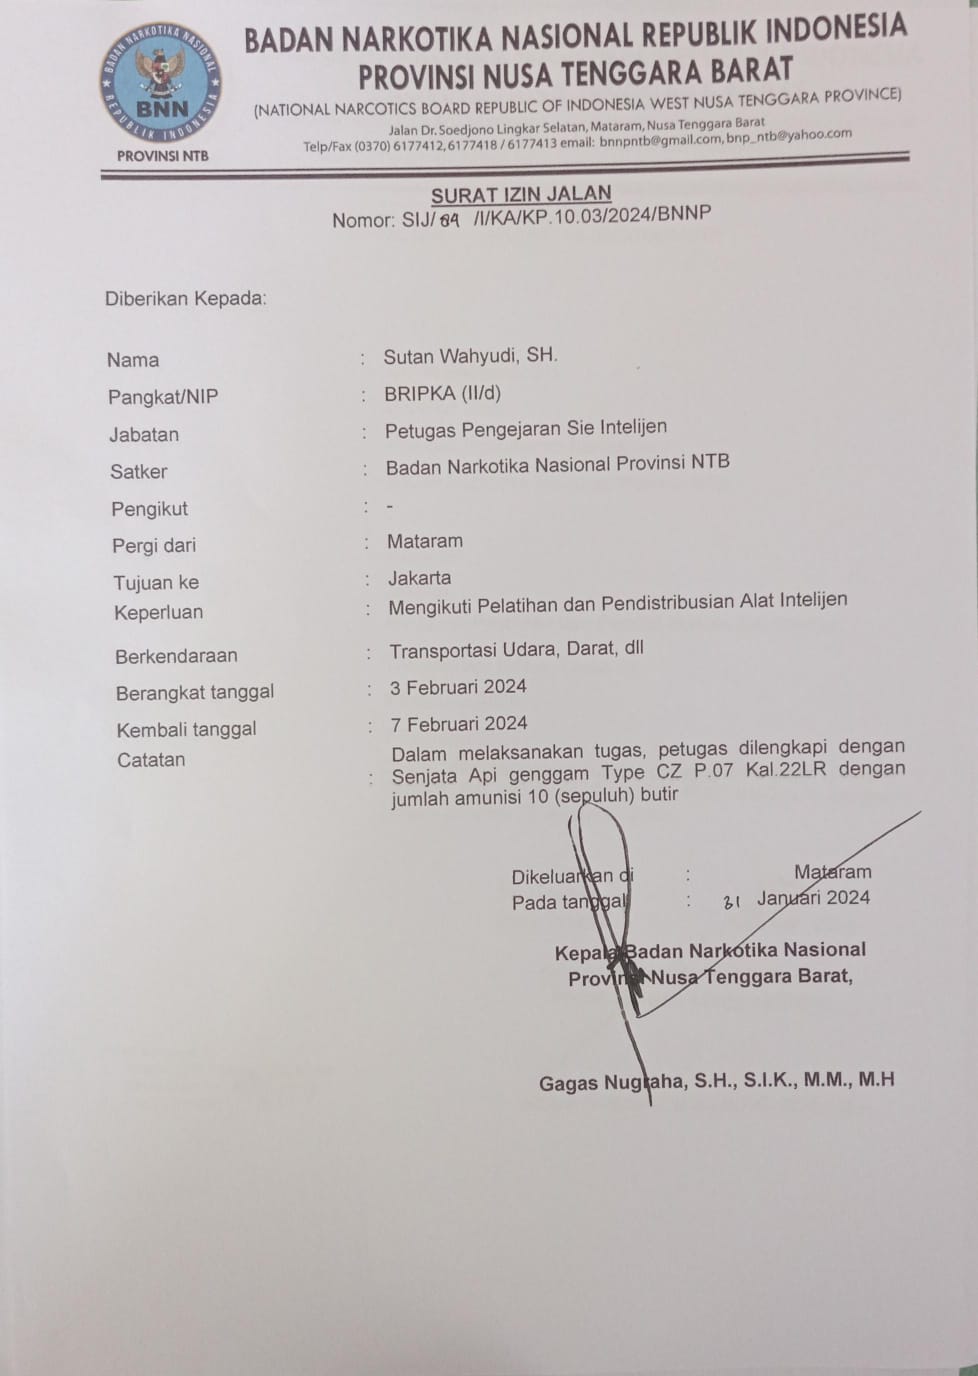 BADAN NARKOTIKA NASIONAL
REPUBLIK INDONESIA
BNN
PROVINSI NTB
BADAN NARKOTIKA NASIONAL REPUBLIK INDONESIA
PROVINSI NUSA TENGGARA BARAT
(NATIONAL NARCOTICS BOARD REPUBLIC OF INDONESIA WEST NUSA TENGGARA PROVINCE)
Jalan Dr. Soedjono Lingkar Selatan, Mataram, Nusa Tenggara Barat
Telp/Fax (0370) 6177412, 6177418 / 6177413 email: bnnpntb@gmail.com, bnp_ntb@yahoo.com
SURAT IZIN JALAN
Nomor: SIJ/ /I/KA/KP.10.03/2024/BNNP
Diberikan Kepada:
Nama : Sutan Wahyudi, SH.
Pangkat/NIP : BRIPKA (II/d)
Jabatan : Petugas Pengejaran Sie Intelijen
Satker : Badan Narkotika Nasional Provinsi NTB
Pengikut : -
Pergi dari : Mataram
Tujuan ke : Jakarta
Keperluan : Mengikuti Pelatihan dan Pendistribusian Alat Intelijen
Berkendaraan : Transportasi Udara, Darat, dll
Berangkat tanggal : 3 Februari 2024
Kembali tanggal : 7 Februari 2024
Catatan : Dalam melaksanakan tugas, petugas dilengkapi dengan
Senjata Api genggam Type CZ P.07 Kal.22LR dengan
jumlah amunisi 10 (sepuluh) butir
Dikeluarkan di : Mataram
Pada tanggal : 31 Januari 2024
Kepala Badan Narkotika Nasional
Provinsi Nusa Tenggara Barat,
Gagas Nugraha, S.H., S.I.K., M.M., M.H